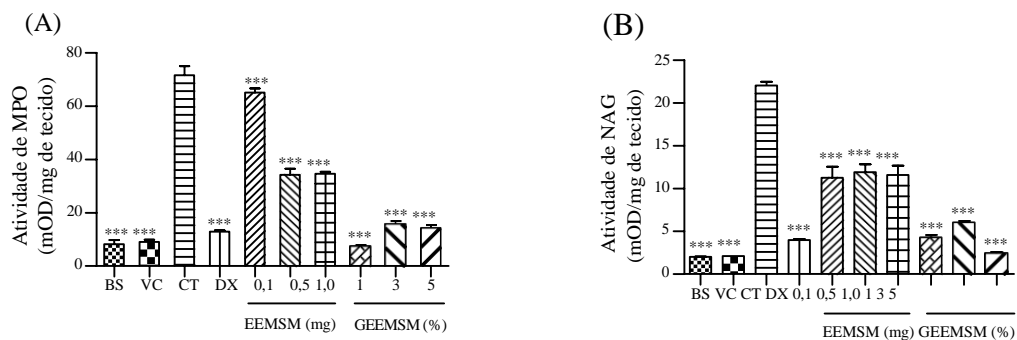 (A)
Atividade de MPO
(mOD/mg de tecido)
80
60
40
20
0
*** *** *** *** *** *** *** *** ***
BS VC CT DX 0,1 0,5 1,0 1 3 5
EEMSM (mg) GEEMSM (%)
(B)
Atividade de NAG
(mOD/mg de tecido)
25
20
15
10
5
0
*** *** *** *** *** *** *** *** ***
BS VC CT DX 0,1 0,5 1,0 1 3 5
EEMSM (mg) GEEMSM (%)